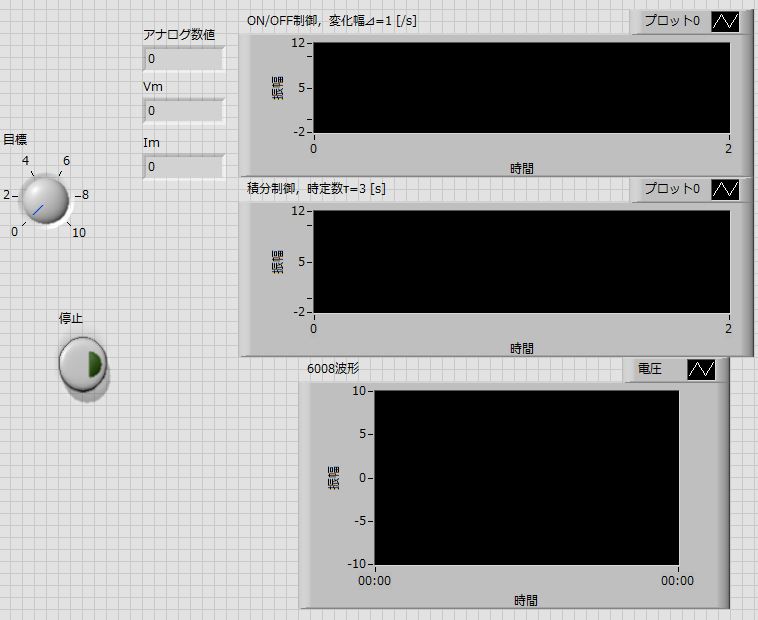 ON/OFF制御，変化幅⊿=1 [/s]
プロット0
アナログ数値
0
Vm
0
Im
0
目標
4
6
2
8
0
10
停止
12
5
-2
振幅
0
2
時間
積分制御，時定数τ=3 [s]
プロット0
12
5
-2
振幅
0
2
時間
6008波形
電圧
10
5
0
-5
-10
振幅
00:00
00:00
時間